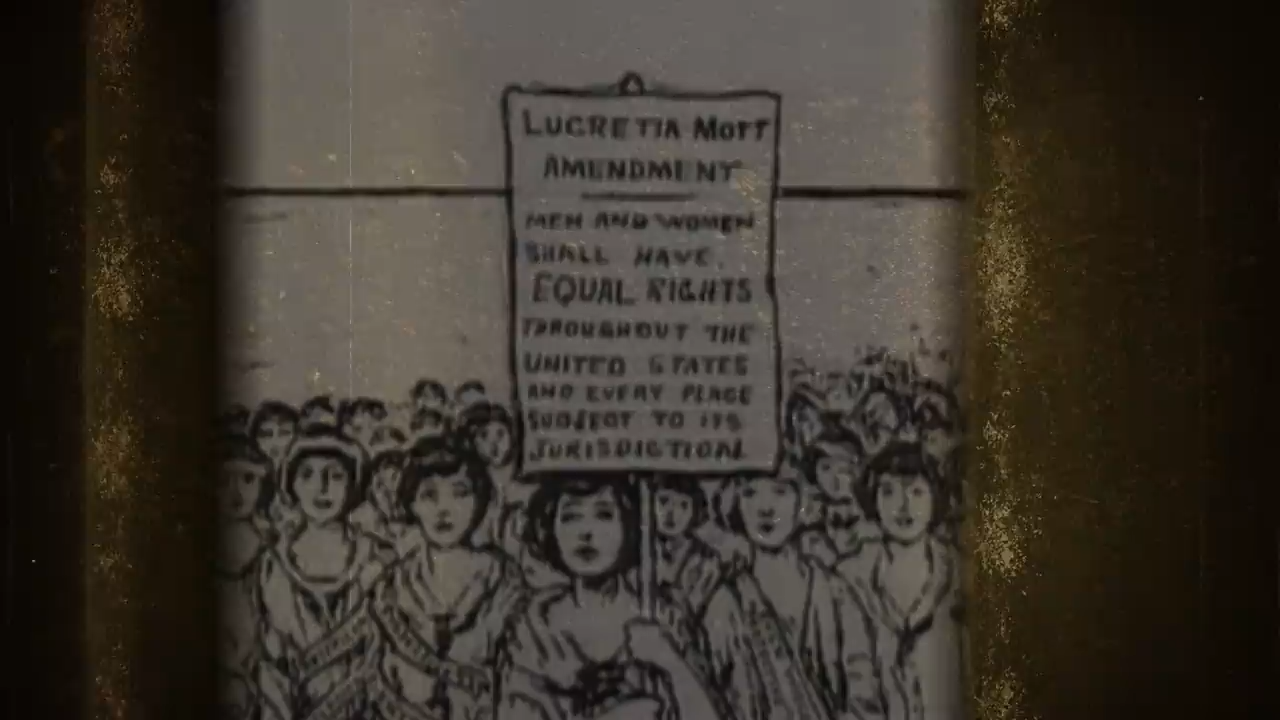 LUCRETIA MOTT
AMENDMENT
MEN AND WOMEN
SHALL HAVE
EQUAL RIGHTS
THROUGHOUT THE
UNITED STATES
AND EVERY PLACE
SUBJECT TO ITS
JURISDICTION